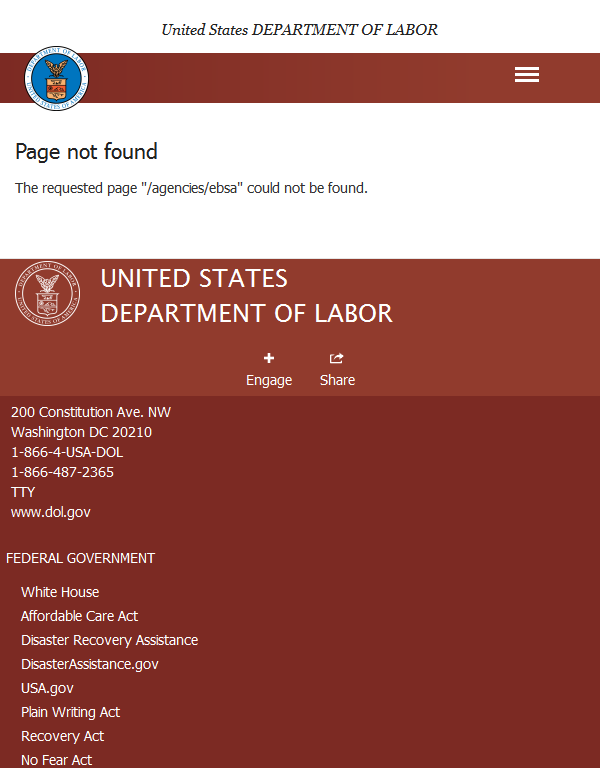 United States DEPARTMENT OF LABOR
Page not found
The requested page "/agencies/ebsa" could not be found.
UNITED STATES
DEPARTMENT OF LABOR
Engage Share
200 Constitution Ave. NW
Washington DC 20210
1-866-4-USA-DOL
1-866-487-2365
TTY
www.dol.gov
FEDERAL GOVERNMENT
White House
Affordable Care Act
Disaster Recovery Assistance
DisasterAssistance.gov
USA.gov
Plain Writing Act
Recovery Act
No Fear Act